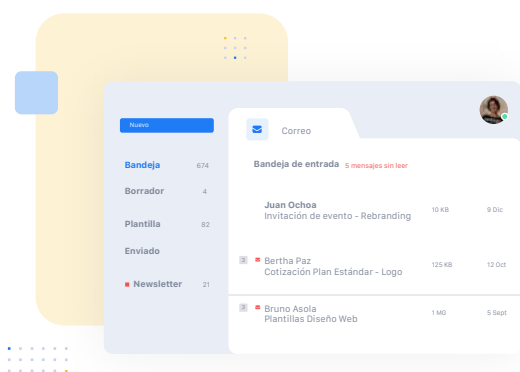 Nuevo
Correo
Bandeja 674
Borrador 4
Plantilla 82
Enviado
Newsletter 21
Bandeja de entrada 5 mensajes sin leer
Juan Ochoa
Invitación de evento - Rebranding 10 KB 9 Dic
3 Bertha Paz
Cotización Plan Estándar - Logo 125 KB 12 Oct
3 Bruno Asola
Plantillas Diseño Web 1 MG 5 Sept